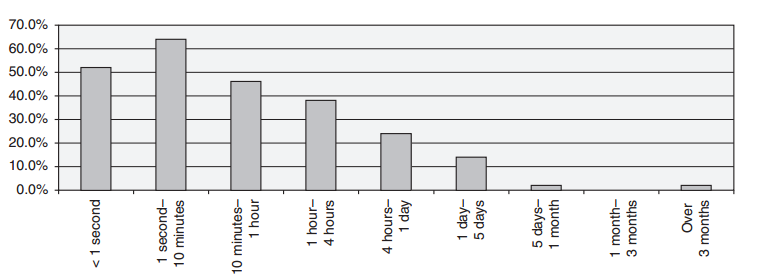 70.0%
60.0%
50.0%
40.0%
30.0%
20.0%
10.0%
0.0%
< 1 second
1 second–
10 minutes
10 minutes–
1 hour
1 hour–
4 hours
4 hours–
1 day
1 day–
5 days
5 days–
1 month
1 month–
3 months
Over
3 months